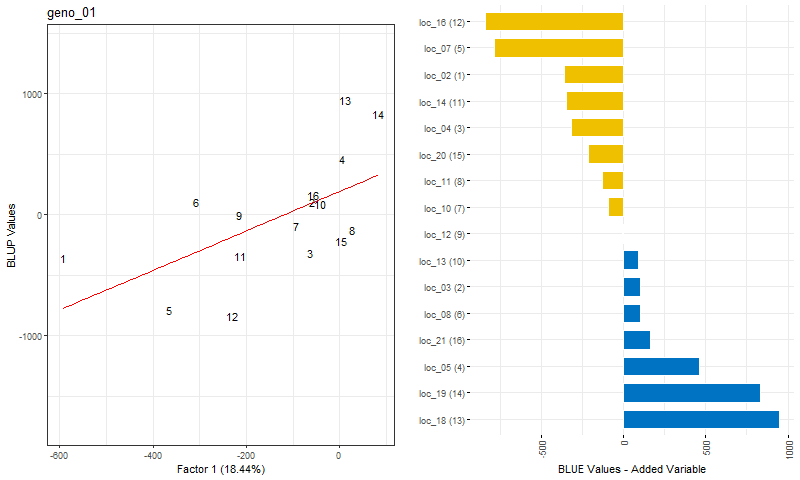 geno_01
BLUP Values
1000
0
-1000
13
14
4
6
16
2
10
9
7
14
15
3
11
1
5
12
-600
-400
-200
0
Factor 1 (18.44%)
loc_16 (12)
loc_07 (5)
loc_02 (1)
loc_14 (11)
loc_04 (3)
loc_20 (15)
loc_11 (8)
loc_10 (7)
loc_12 (9)
loc_13 (10)
loc_03 (2)
loc_08 (6)
loc_21 (16)
loc_05 (4)
loc_19 (14)
loc_18 (13)
-500
0
500
1000
BLUE Values - Added Variable